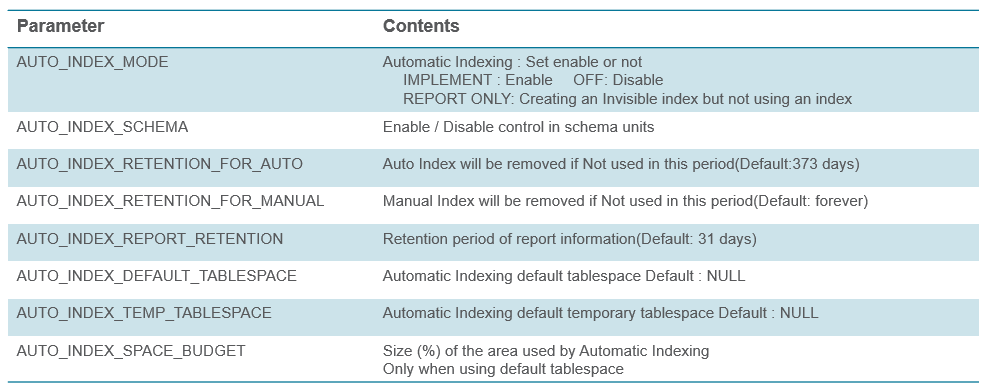 Parameter Contents
AUTO_INDEX_MODE Automatic Indexing : Set enable or not
IMPLEMENT : Enable OFF: Disable
REPORT ONLY: Creating an Invisible index but not using an index
AUTO_INDEX_SCHEMA Enable / Disable control in schema units
AUTO_INDEX_RETENTION_FOR_AUTO Auto Index will be removed if Not used in this period(Default:373 days)
AUTO_INDEX_RETENTION_FOR_MANUAL Manual Index will be removed if Not used in this period(Default: forever)
AUTO_INDEX_REPORT_RETENTION Retention period of report information(Default: 31 days)
AUTO_INDEX_DEFAULT_TABLESPACE Automatic Indexing default tablespace Default : NULL
AUTO_INDEX_TEMP_TABLESPACE Automatic Indexing default temporary tablespace Default : NULL
AUTO_INDEX_SPACE_BUDGET Size (%) of the area used by Automatic Indexing
Only when using default tablespace